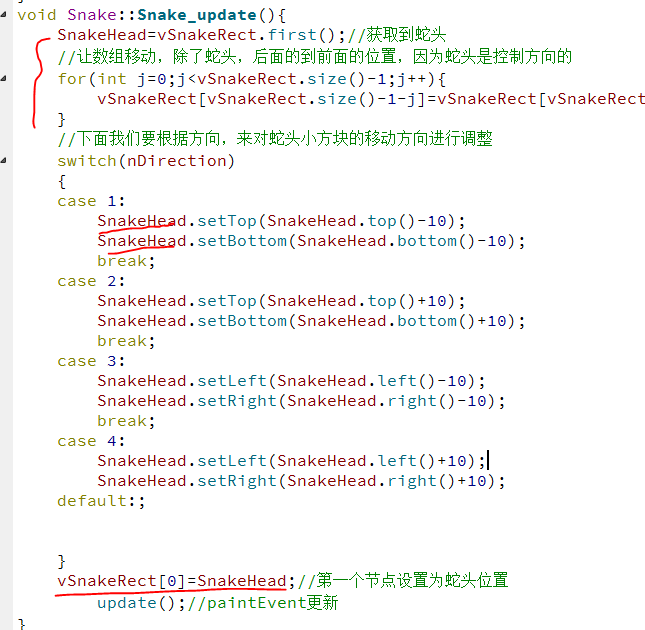 void Snake::Snake_update(){
SnakeHead=vSnakeRect.first();//获取到蛇头
//让数组移动，除了蛇头，后面的到前面的位置，因为蛇头是控制方向的
for(int j=0;j<vSnakeRect.size()-1;j++){
vSnakeRect[vSnakeRect.size()-1-j]=vSnakeRect[vSnakeRect
}
//下面我们要根据方向，来对蛇头小方块的移动方向进行调整
switch(nDirection)
{
case 1:
SnakeHead.setTop(SnakeHead.top()-10);
SnakeHead.setBottom(SnakeHead.bottom()-10);
break;
case 2:
SnakeHead.setTop(SnakeHead.top()+10);
SnakeHead.setBottom(SnakeHead.bottom()+10);
break;
case 3:
SnakeHead.setLeft(SnakeHead.left()-10);
SnakeHead.setRight(SnakeHead.right()-10);
break;
case 4:
SnakeHead.setLeft(SnakeHead.left()+10);
SnakeHead.setRight(SnakeHead.right()+10);
default:;
}
vSnakeRect[0]=SnakeHead;//第一个节点设置为蛇头位置
update();//paintEvent更新
}